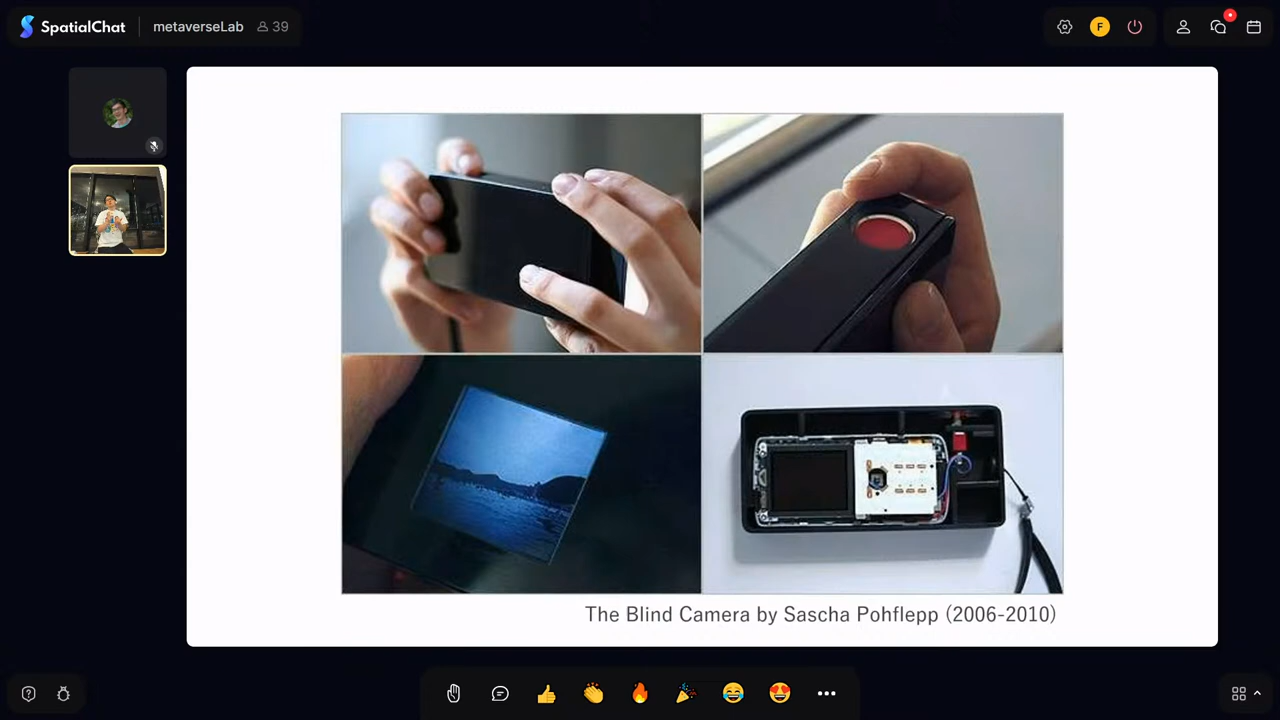 SpatialChat
metaverseLab
39
F
The Blind Camera by Sascha Pohflepp (2006-2010)